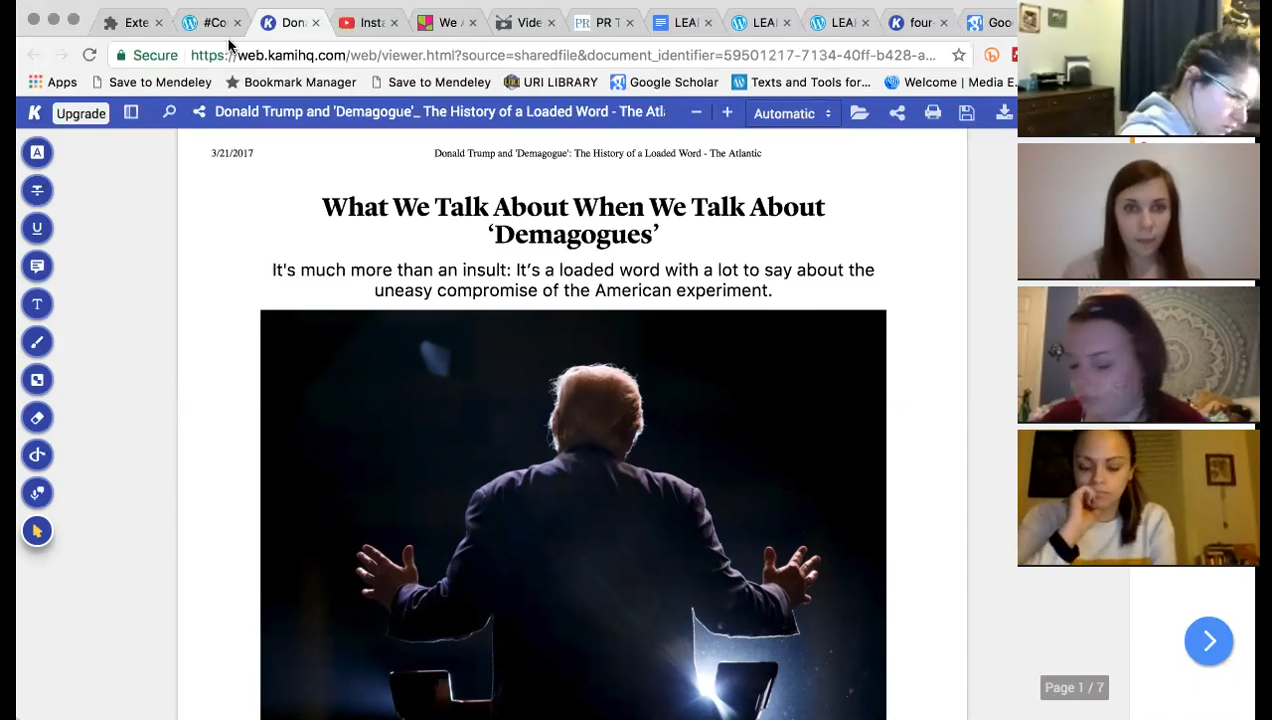 Exte
#Co
Don
Insta
We A
Vide
PR
PR T
LEAI
LEAI
LEAI
four-
Goo
Secure
https://web.kamihq.com/web/viewer.html?source=sharedfile&document_identifier=59501217-7134-40ff-b428-a...
Apps
Save to Mendeley
Bookmark Manager
Save to Mendeley
URI LIBRARY
Google Scholar
Texts and Tools for...
Welcome | Media E
K
Upgrade
Donald Trump and 'Demagogue'_ The History of a Loaded Word - The Atl
Automatic
3/21/2017
Donald Trump and 'Demagogue': The History of a Loaded Word - The Atlantic
What We Talk About When We Talk About
‘Demagogues’
It's much more than an insult: It’s a loaded word with a lot to say about the
uneasy compromise of the American experiment.
A
T
U
T
Page 1 / 7